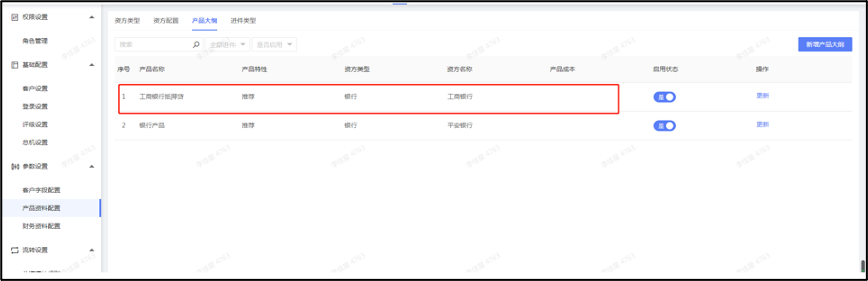 权限设置
角色管理
基础配置
客户设置
登录设置
评级设置
总机设置
参数设置
客户字段配置
产品资料配置
财务资料配置
流转设置
资方类型 资方配置 产品大纲 进件类型
搜索 全部进件 是否启用 新增产品大纲
序号 产品名称 产品特性 资方类型 资方名称 产品成本 启用状态 操作
1 工商银行抵押贷 推荐 银行 工商银行 是 更新
2 银行产品 推荐 银行 平安银行 是 更新